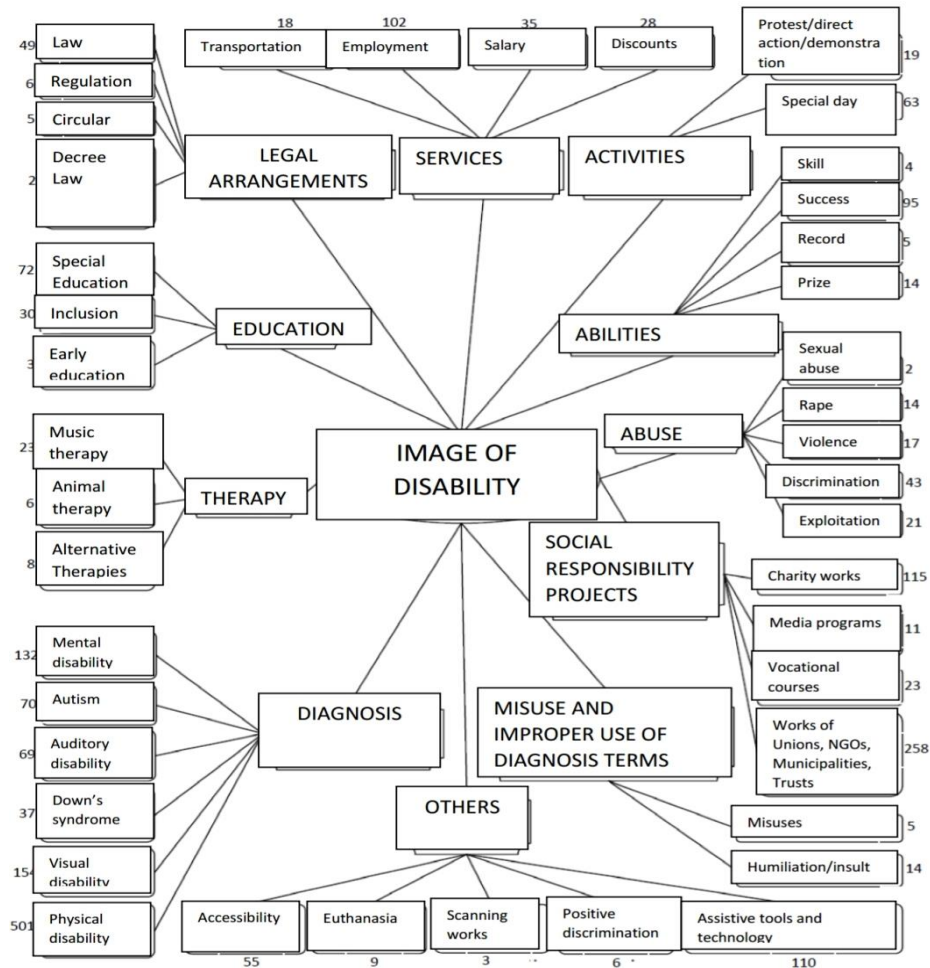 18
102
35
28
Transportation
Employment
Salary
Discounts
Protest/direct
action/demonstra
tion
19
Special day
63
49
Law
6
Regulation
5
Circular
2
Decree
Law
LEGAL
ARRANGEMENTS
SERVICES
ACTIVITIES
Skill
4
Success
95
Record
5
Prize
14
72
Special
Education
30
Inclusion
3
Early
education
EDUCATION
ABILITIES
Sexual
abuse
2
Rape
14
Violence
17
Discrimination
43
Exploitation
21
ABUSE
IMAGE OF
DISABILITY
23
Music
therapy
6
Animal
therapy
8
Alternative
Therapies
THERAPY
SOCIAL
RESPONSIBILITY
PROJECTS
Charity works
115
Media programs
11
Vocational
courses
23
Works of
Unions, NGOs,
Municipalities,
Trusts
258
132
Mental
disability
70
Autism
69
Auditory
disability
37
Down's
syndrome
154
Visual
disability
501
Physical
disability
DIAGNOSIS
MISUSE AND
IMPROPER USE OF
DIAGNOSIS TERMS
Misuses
5
Humiliation/insult
14
OTHERS
Accessibility
Euthanasia
Scanning
works
Positive
discrimination
Assistive tools and
technology
55
9
3
6
110